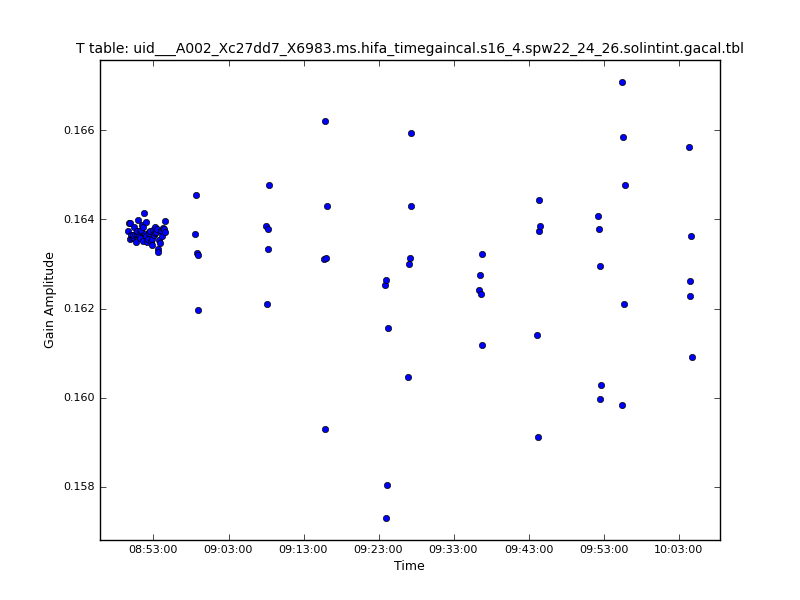 T table: uid___A002_Xc27dd7_X6983.ms.hifa_timegaincal.s16_4.spw22_24_26.solintint.gacal.tbl
0.166
0.164
0.162
0.160
0.158
Gain Amplitude
08:53:00 09:03:00 09:13:00 09:23:00 09:33:00 09:43:00 09:53:00 10:03:00
Time